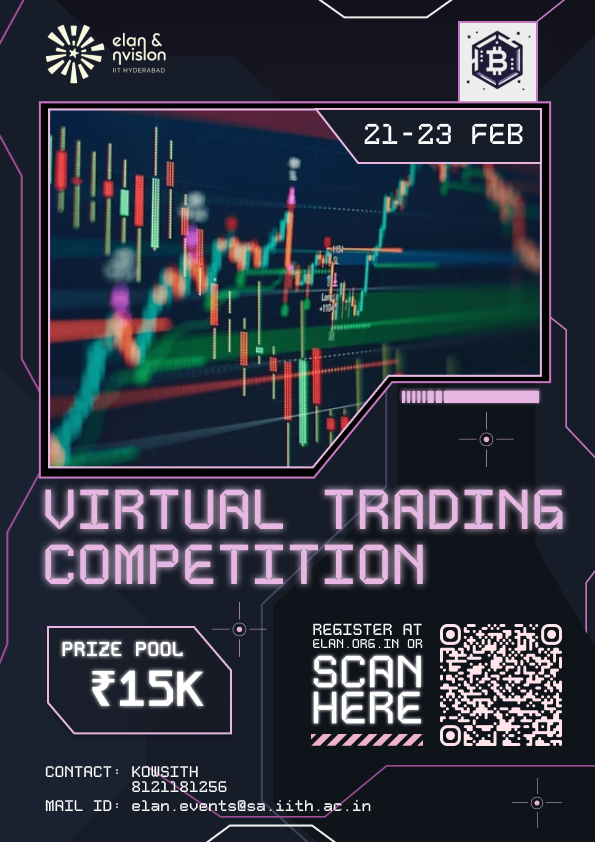 elan &
nvision
IIT HYDERABAD
21-23 FEB
VIRTUAL TRADING
COMPETITION
PRIZE POOL
₹15K
REGISTER AT
ELAN.ORG.IN OR
SCAN
HERE
CONTACT: KOWSITH
8121181256
MAIL ID: elan.events@sa.iith.ac.in